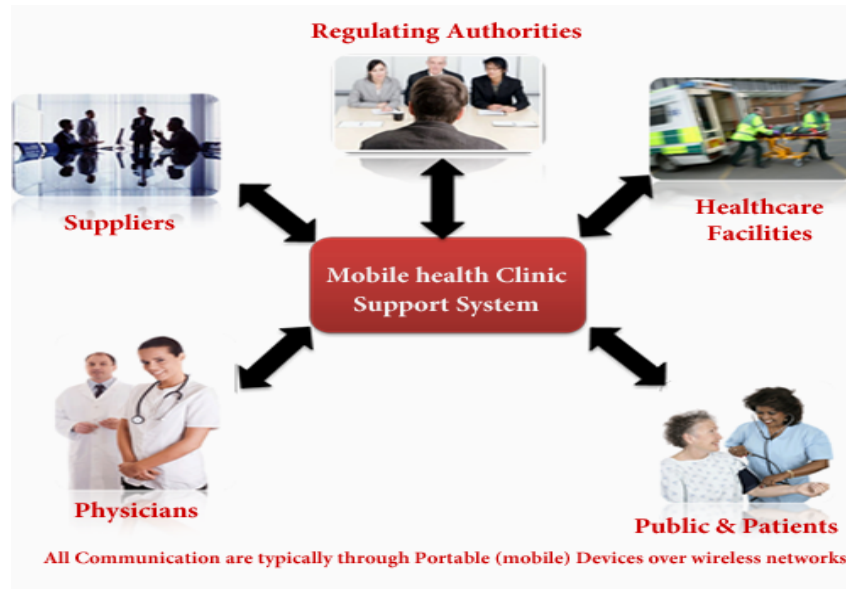 Regulating Authorities
Suppliers
Healthcare
Facilities
Mobile health Clinic
Support System
Physicians
Public & Patients
All Communication are typically through Portable (mobile) Devices over wireless networks